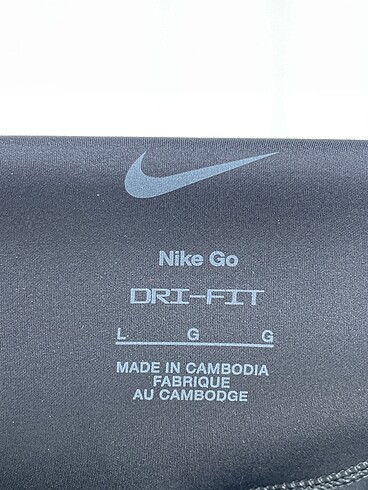 Nike Go
DRI-FIT
L G G
MADE IN CAMBODIA
FABRIQUE
AU CAMBODGE